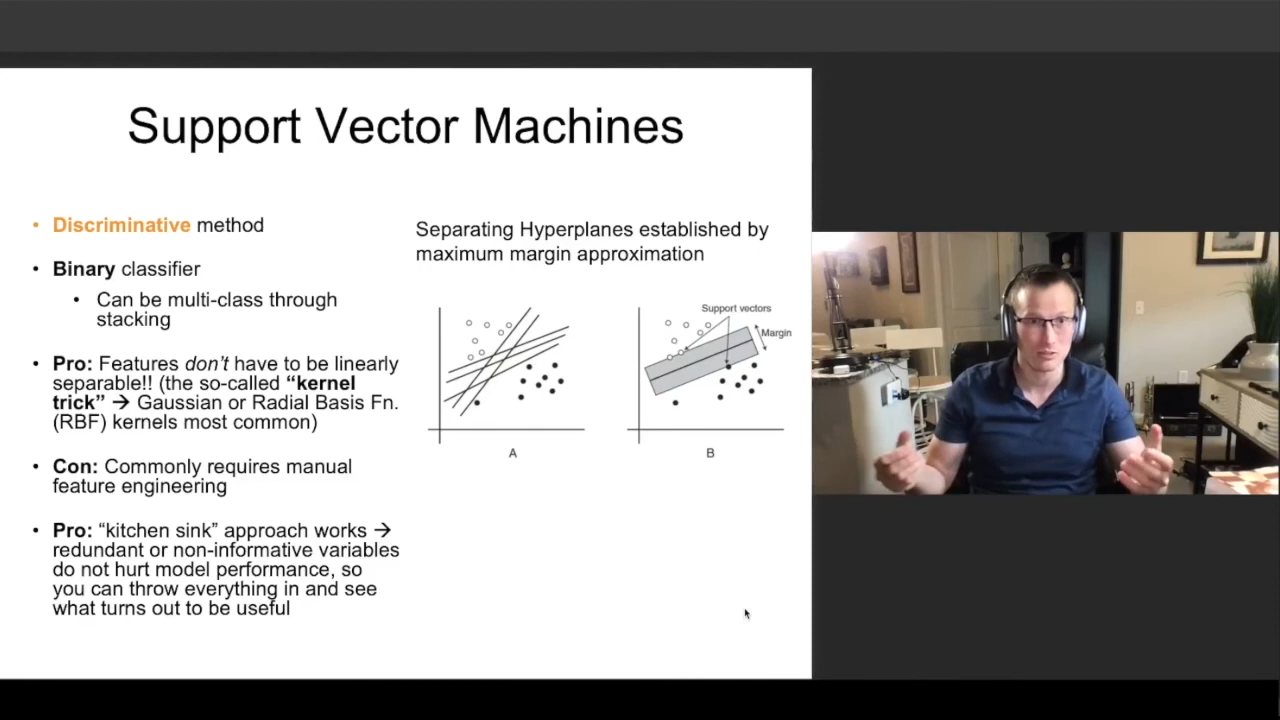 Support Vector Machines
• Discriminative method
• Binary classifier
• Can be multi-class through
stacking
• Pro: Features don't have to be linearly
separable!! (the so-called “kernel
trick” → Gaussian or Radial Basis Fn.
(RBF) kernels most common)
• Con: Commonly requires manual
feature engineering
• Pro: “kitchen sink” approach works →
redundant or non-informative variables
do not hurt model performance, so
you can throw everything in and see
what turns out to be useful
Separating Hyperplanes established by
maximum margin approximation
Support vectors
Margin
A
B